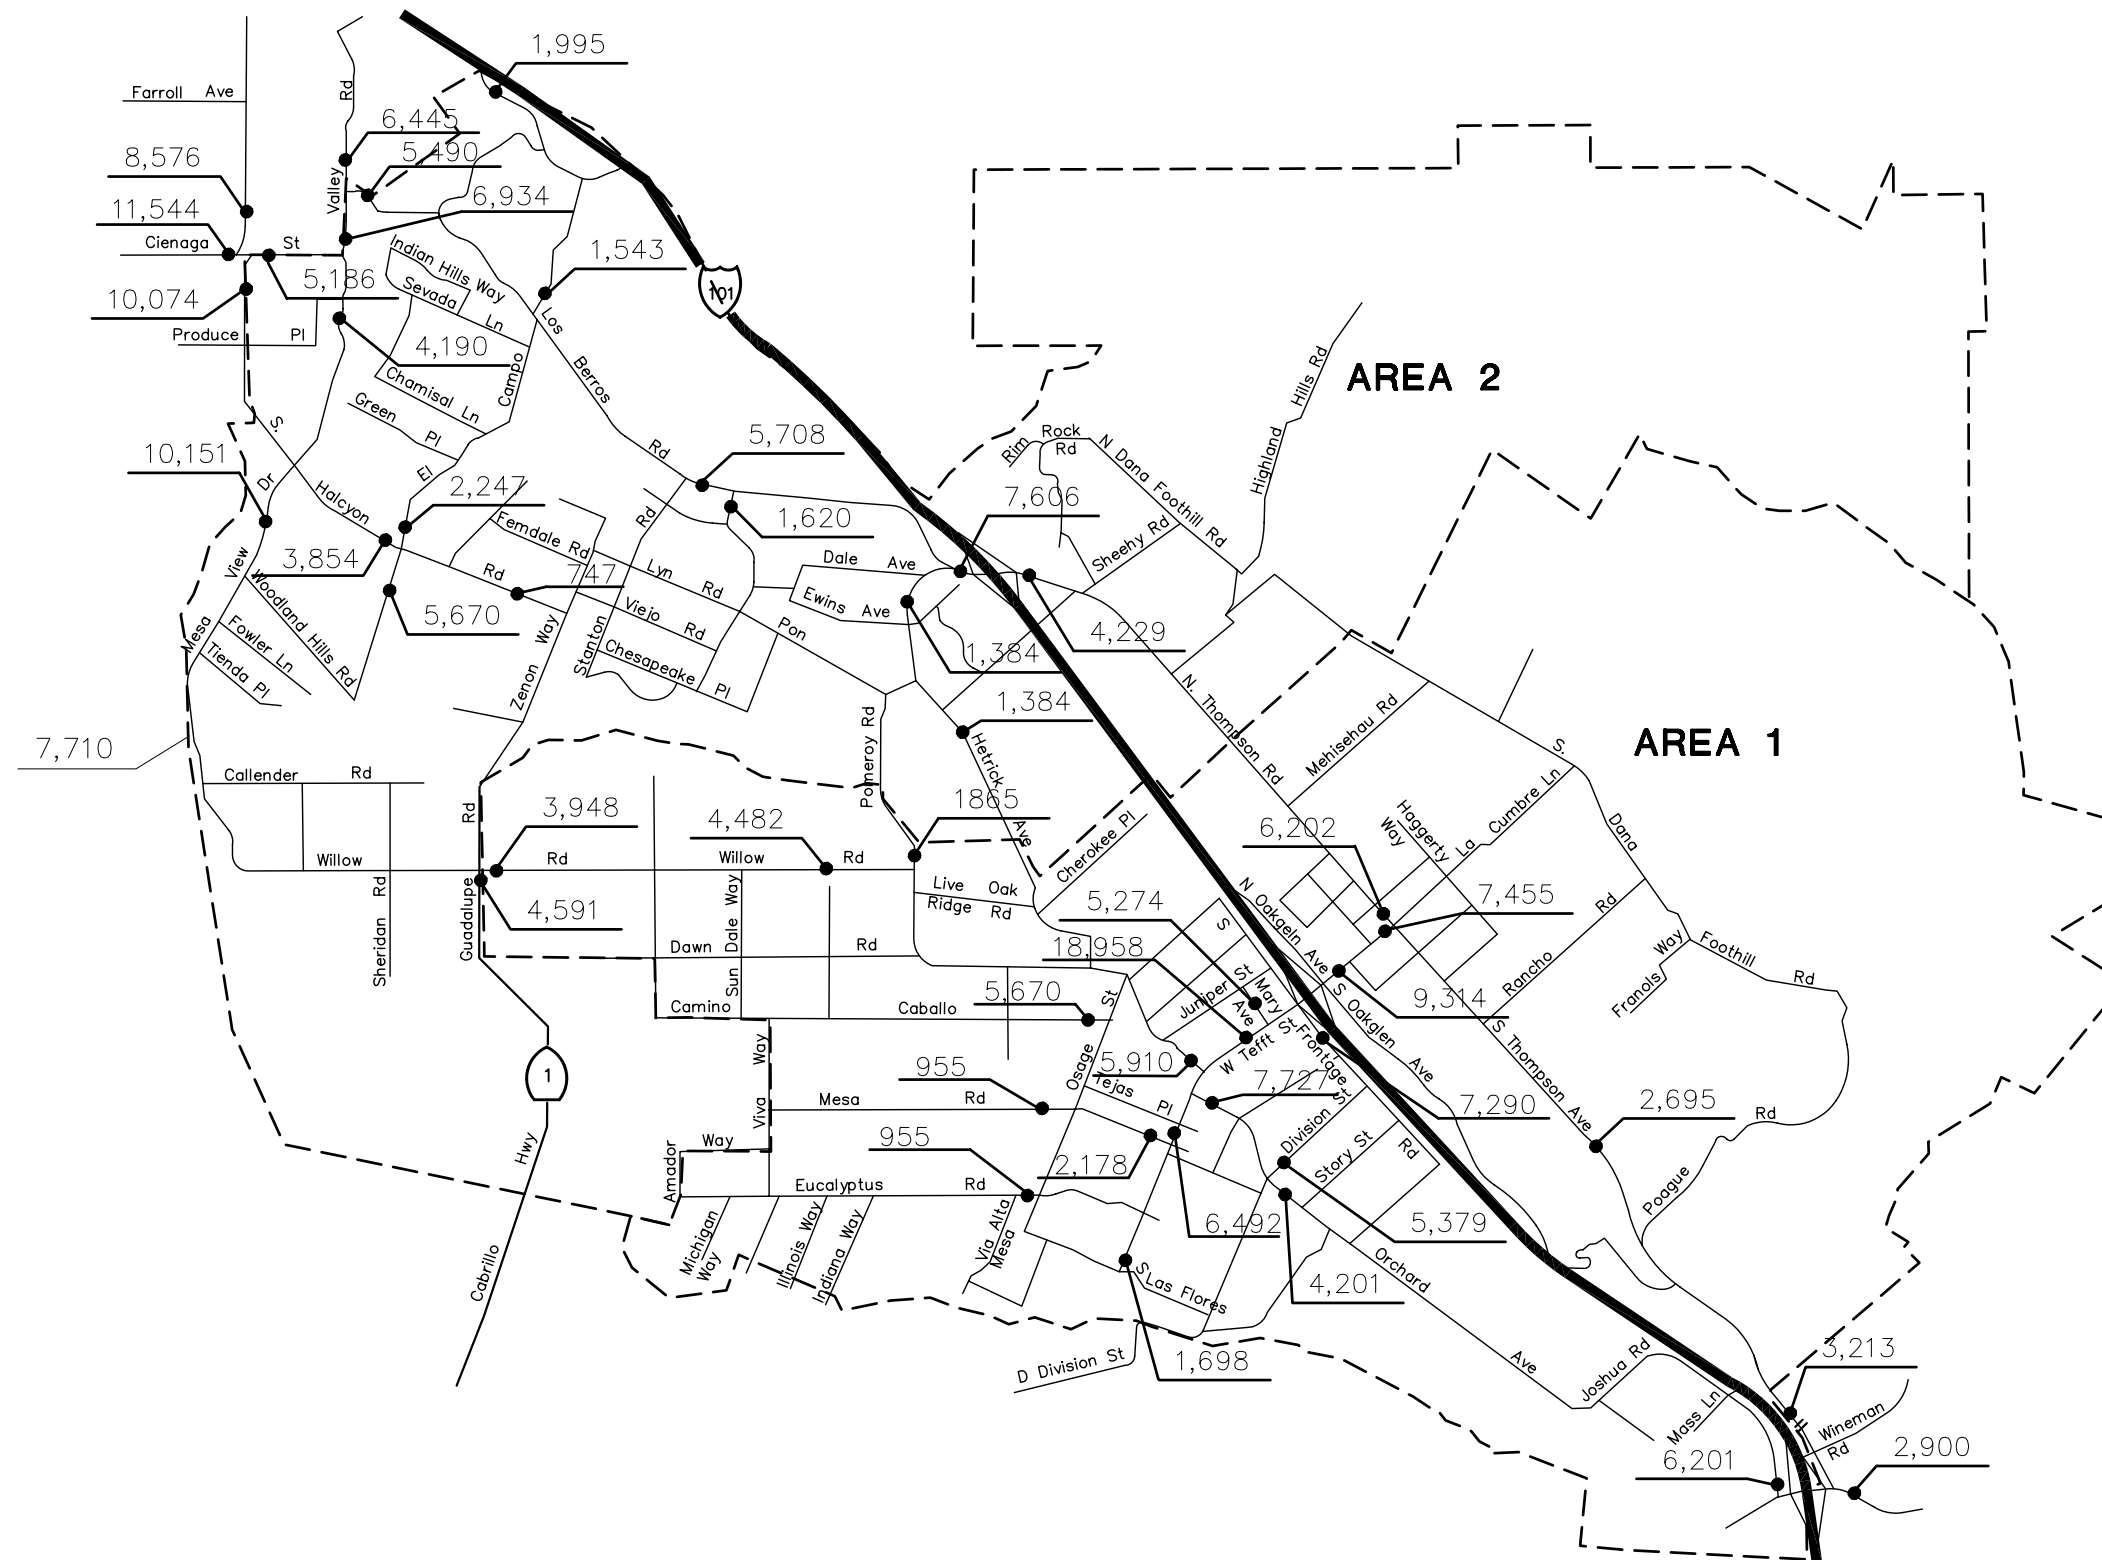 1,995
Farroll Ave
Rd
6,445
8,576
5,490
Valley
6,934
11,544
Cienaga St
Indian Hills Way
1,543
5,186
Sevada Ln
101
10,074
Produce Pl
Los Berros Rd
4,190
Campo
Chamisal Ln
Hills Rd
AREA 2
Green Pl
S.
Rim Rock Rd
N Dana Foothill Rd
5,708
10,151
Dr
El
Highland
2,247
Halcyon
7,606
Ferndale Rd
Rd
1,620
Sheehy Rd
3,854
View
Rd
747
Lyn Rd
Dale Ave
Woodland Hills Rd
Ewins Ave
5,670
Viejo Rd
Mesa
Fowler Ln
Way
Stanton
Pon
4,229
Tienda Pl
Chesapeake Pl
1,384
Zenon
N. Thompson Rd
1,384
Mehisehau Rd
7,710
Pomeroy Rd
Hetrick Ave
AREA 1
S.
Callender Rd
Cumbre Ln
La
3,948
Rd
4,482
1865
Haggerty
Way
Dana
6,202
Cherokee Pl
Willow Rd
Willow Rd
Live Oak
Ridge Rd
Sheridan Rd
4,591
Guadalupe
Sun Dale Way
5,274
N Oakgeln Ave
7,455
Rancho Rd
S
Dawn Rd
18,958
Way
Foothill Rd
Franols
Juniper St
Mary
Ave
S Oakglen Ave
9,314
Camino Caballo
5,670
St
S Thompson Ave
W Tefft St
Frontage
Rd
Way
Osage
5,910
1
955
Tejas Pl
7,727
Mesa Rd
Viva
Division St
7,290
2,695
Rd
955
Way
Hwy
2,178
Story St
Amador
Poague
Eucalyptus Rd
6,492
5,379
Michigan
Way
Illinois Way
Indiana Way
Via Alta
Mesa
Cabrillo
S Las Flores
4,201
Orchard Ave
D Division St
1,698
Joshua Rd
3,213
Mass Ln
Wineman
Rd
6,201
2,900